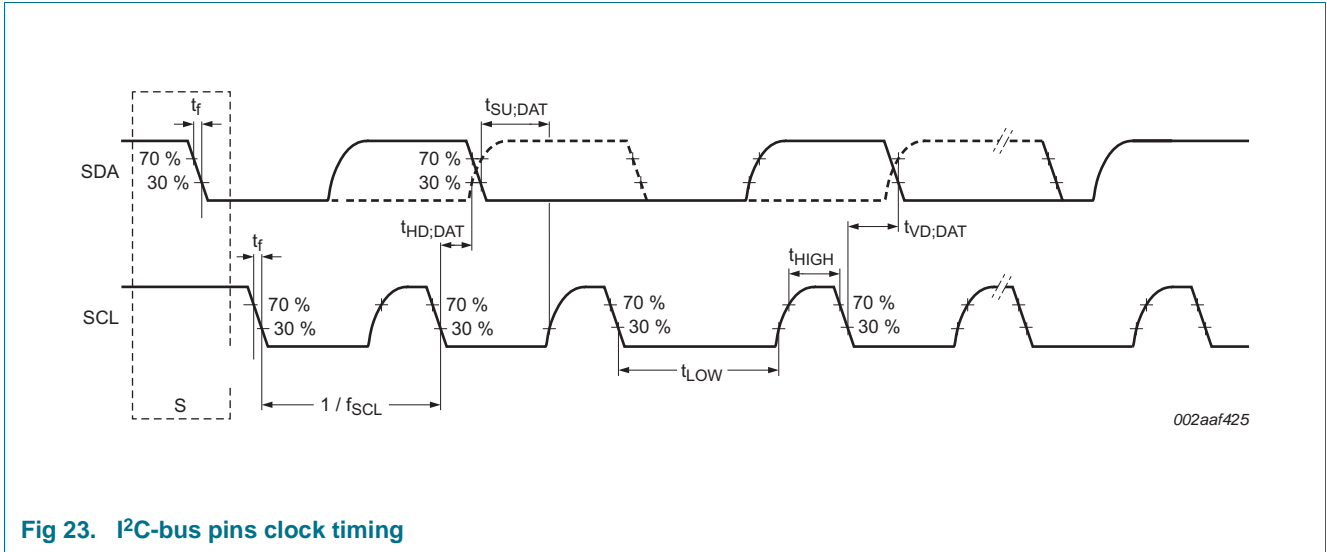 tf
tSU;DAT
70 %
30 %
SDA
70 %
30 %
tHD;DAT
tVD;DAT
tf
tHIGH
70 %
30 %
70 %
30 %
70 %
30 %
70 %
30 %
SCL
tLOW
S
1 / fSCL
002aaf425
Fig 23. I2C-bus pins clock timing